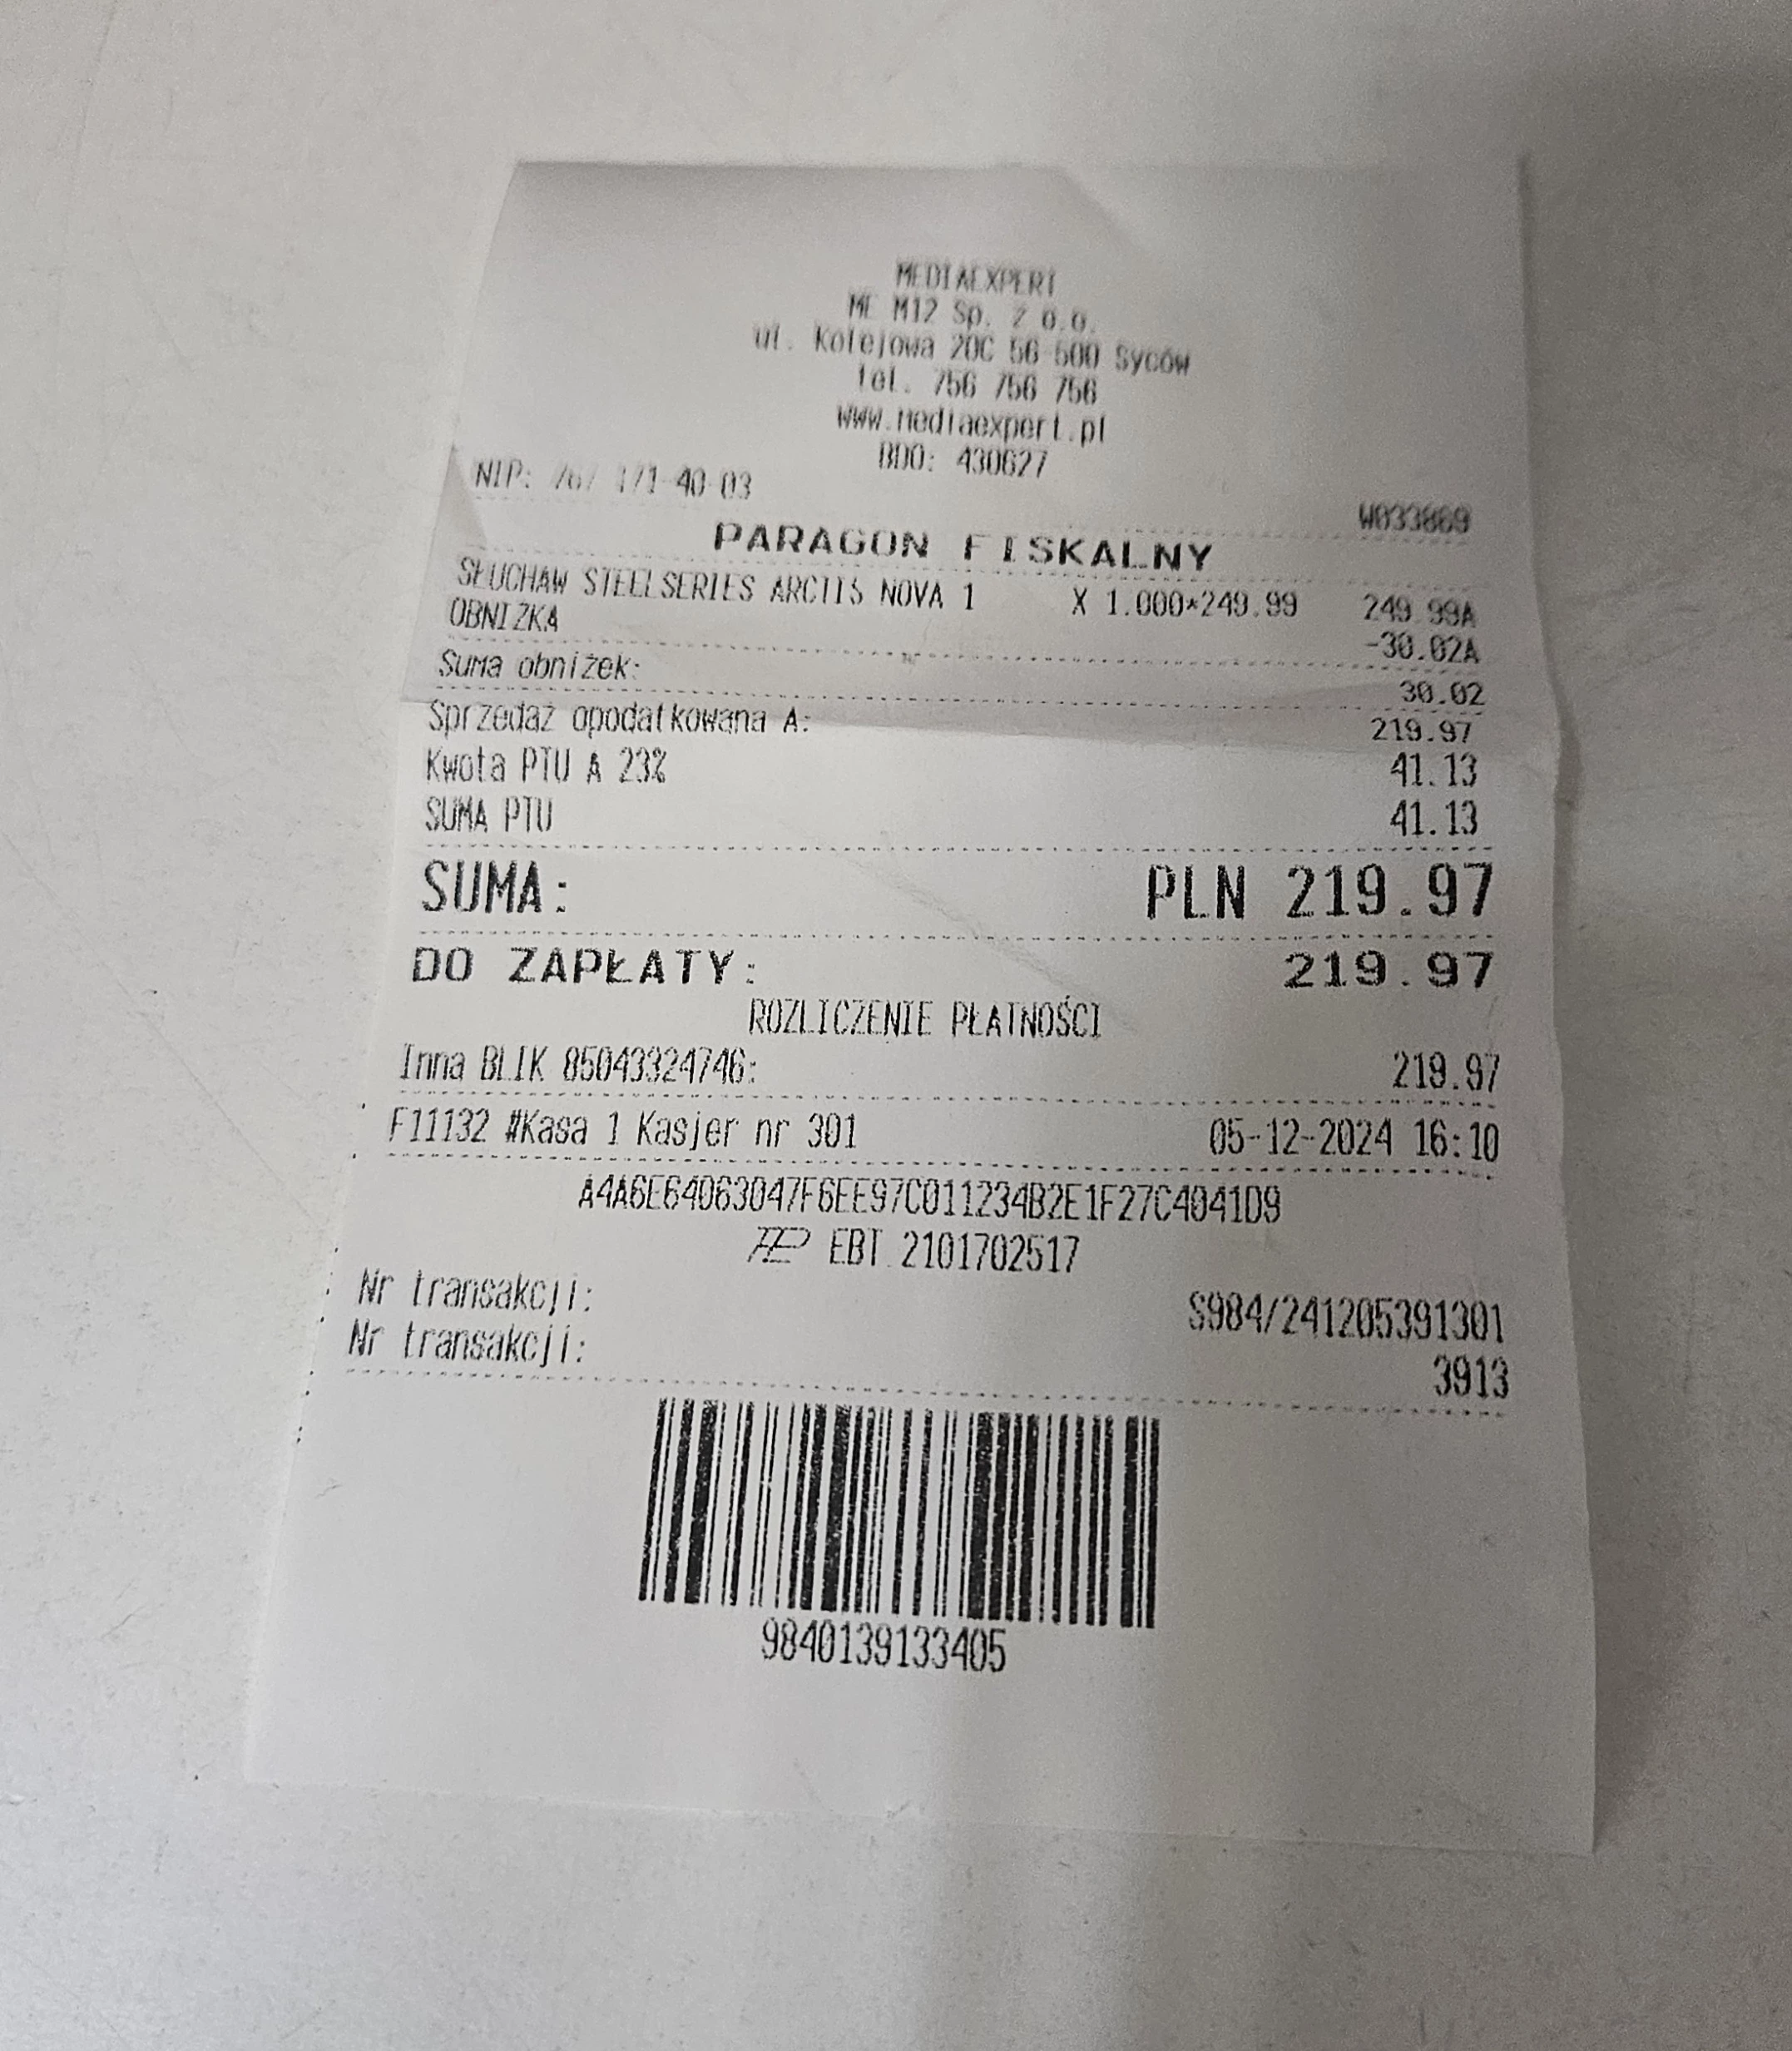 MEDIAEXPERT
ME M12 Sp. z o.o.
ul. Kolejowa 20C 56-500 Syców
tel. 756 756 756
www.mediaexpert.pl
BDO: 430627
NIP: 40-03
W033869
PARAGON FISKALNY
SŁUCHAW STEELSERIES ARCTIS NOVA 1 X 1.000*249.99 249.99A
OBNIŻKA -30.02A
Suma obniżek: 30.02
Sprzedaż opodatkowana A: 219.97
Kwota PTU A 23% 41.13
SUMA PTU 41.13
SUMA: PLN 219.97
DO ZAPŁATY: 219.97
ROZLICZENIE PŁATNOŚCI
Inna BLIK 85043324746: 219.97
F11132 #Kasa 1 Kasjer nr 301 05-12-2024 16:10
A4A6E64D63047F6EE97C011234B2E1F27C4041D9
EBT 2101702517
Nr transakcji: S984/241205391301
Nr transakcji: 3913
9840139133405